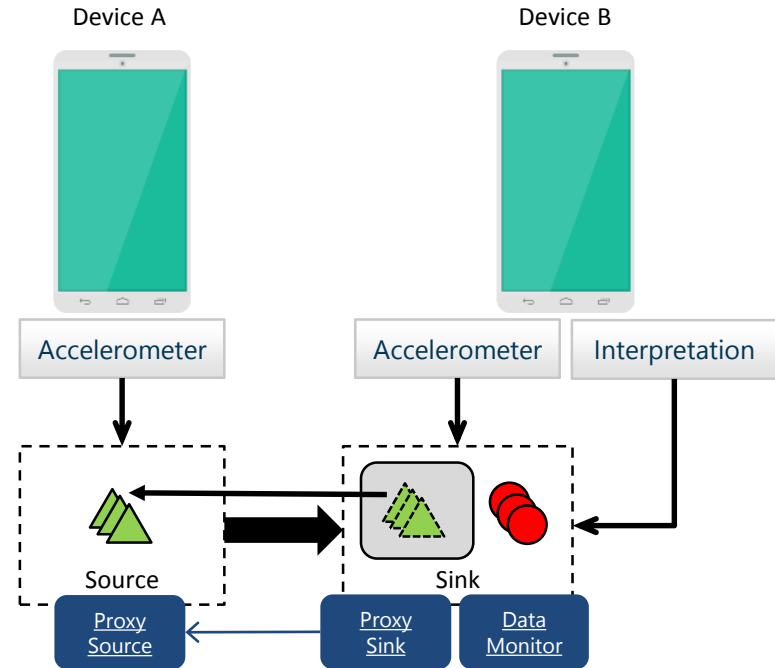 Device A
Device B
Accelerometer
Accelerometer
Interpretation
Source
Sink
Proxy
Source
Proxy
Sink
Data
Monitor